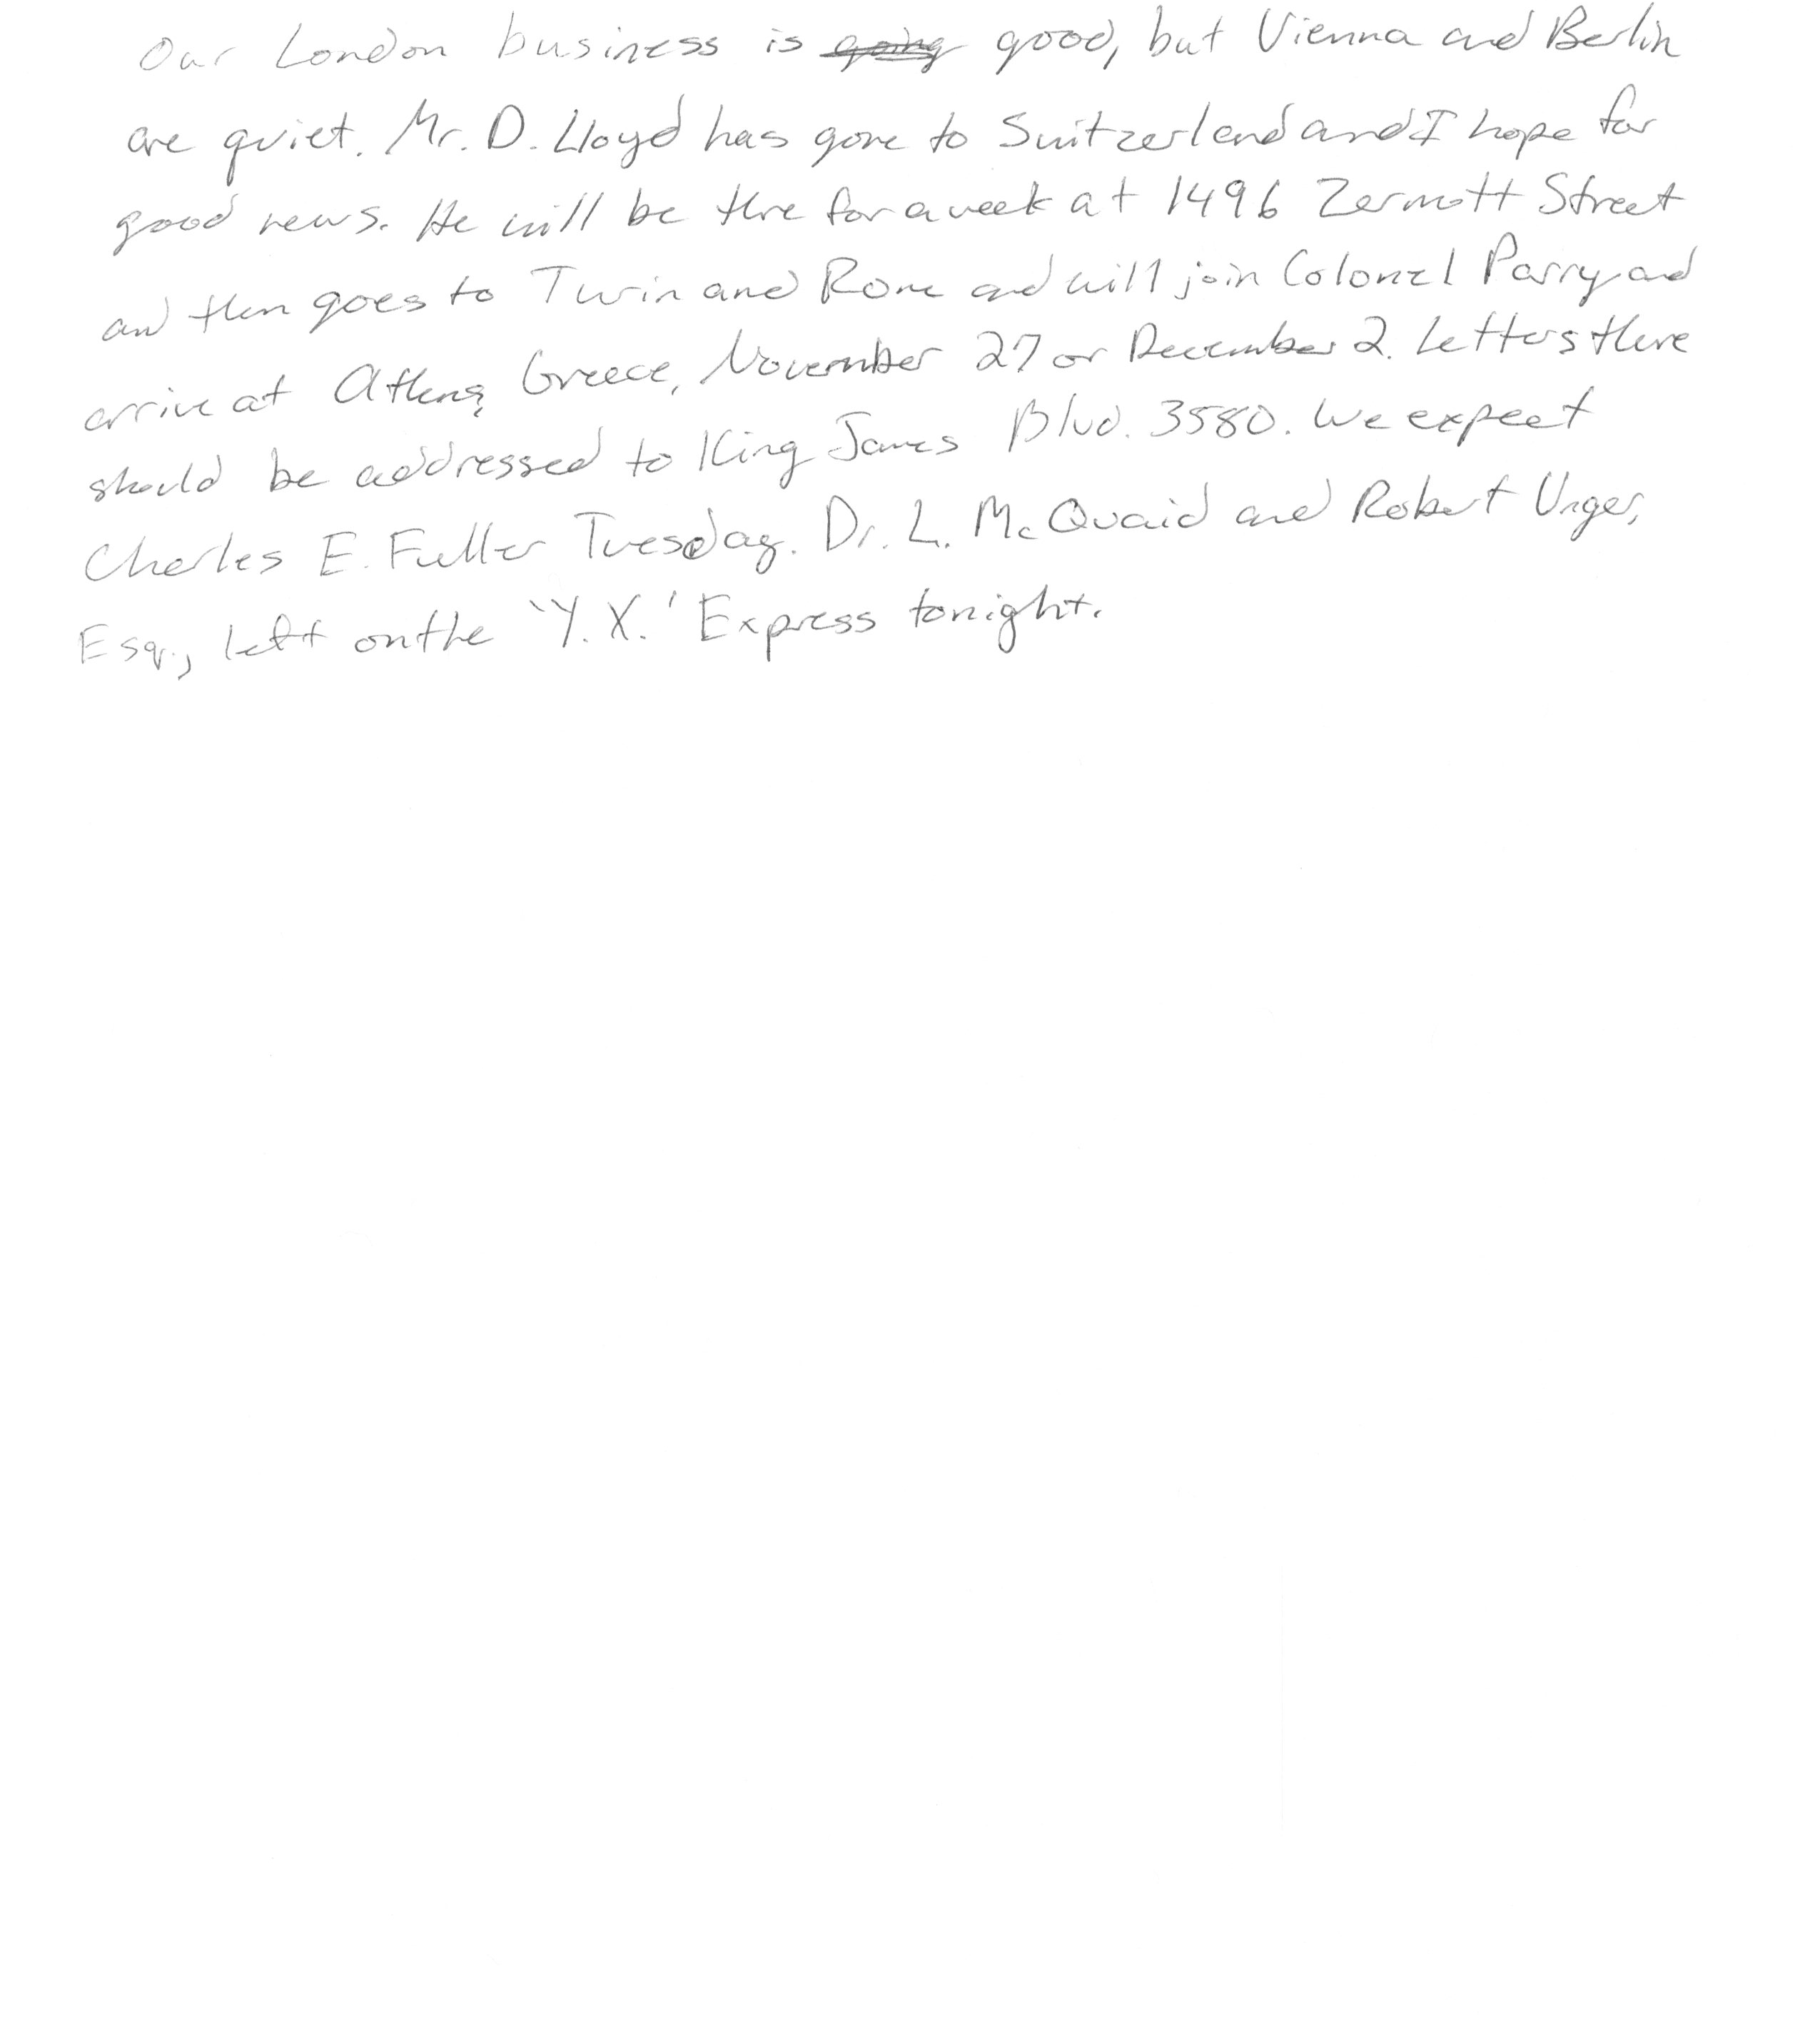 Our London business is going good, but Vienna and Berlin
are quiet. Mr. D. Lloyd has gone to Switzerland and I hope for
good news. He will be there for a week at 1496 Zermott Street
and then goes to Turin and Rome and will join Colonel Parry and
arrive at Athens, Greece, November 27 or December 2. Letters there
should be addressed to King James Blvd. 3580. We expect
Charles E. Fuller Tuesday. Dr. L. McQuaid and Robert Unger,
Esq., left on the 'Y.X.' Express tonight.